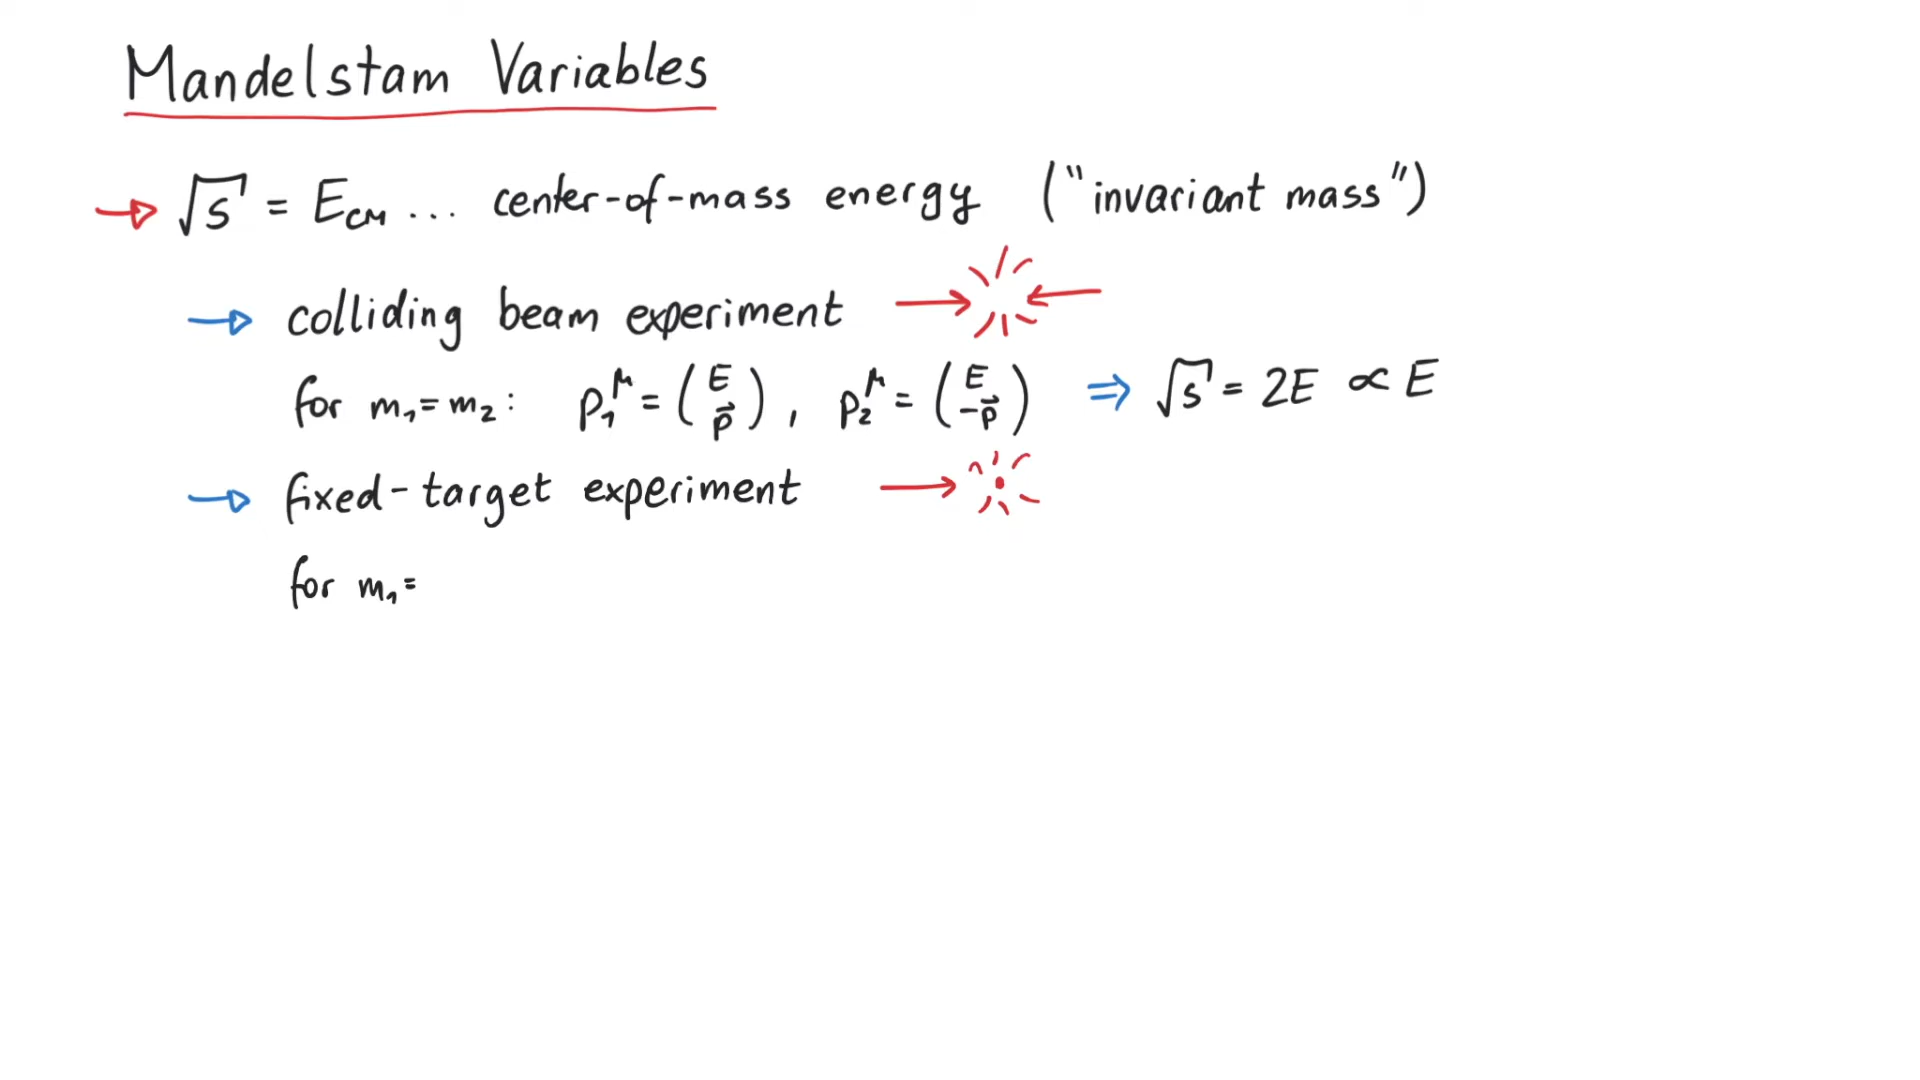 Mandelstam Variables
√s = E_CM ... center-of-mass energy ("invariant mass")
colliding beam experiment
for m₁ = m₂ : p₁^μ = (E p⃗) , p₂^μ = (E -p⃗) ⇒ √s = 2E ∝ E
fixed-target experiment
for m₁ =